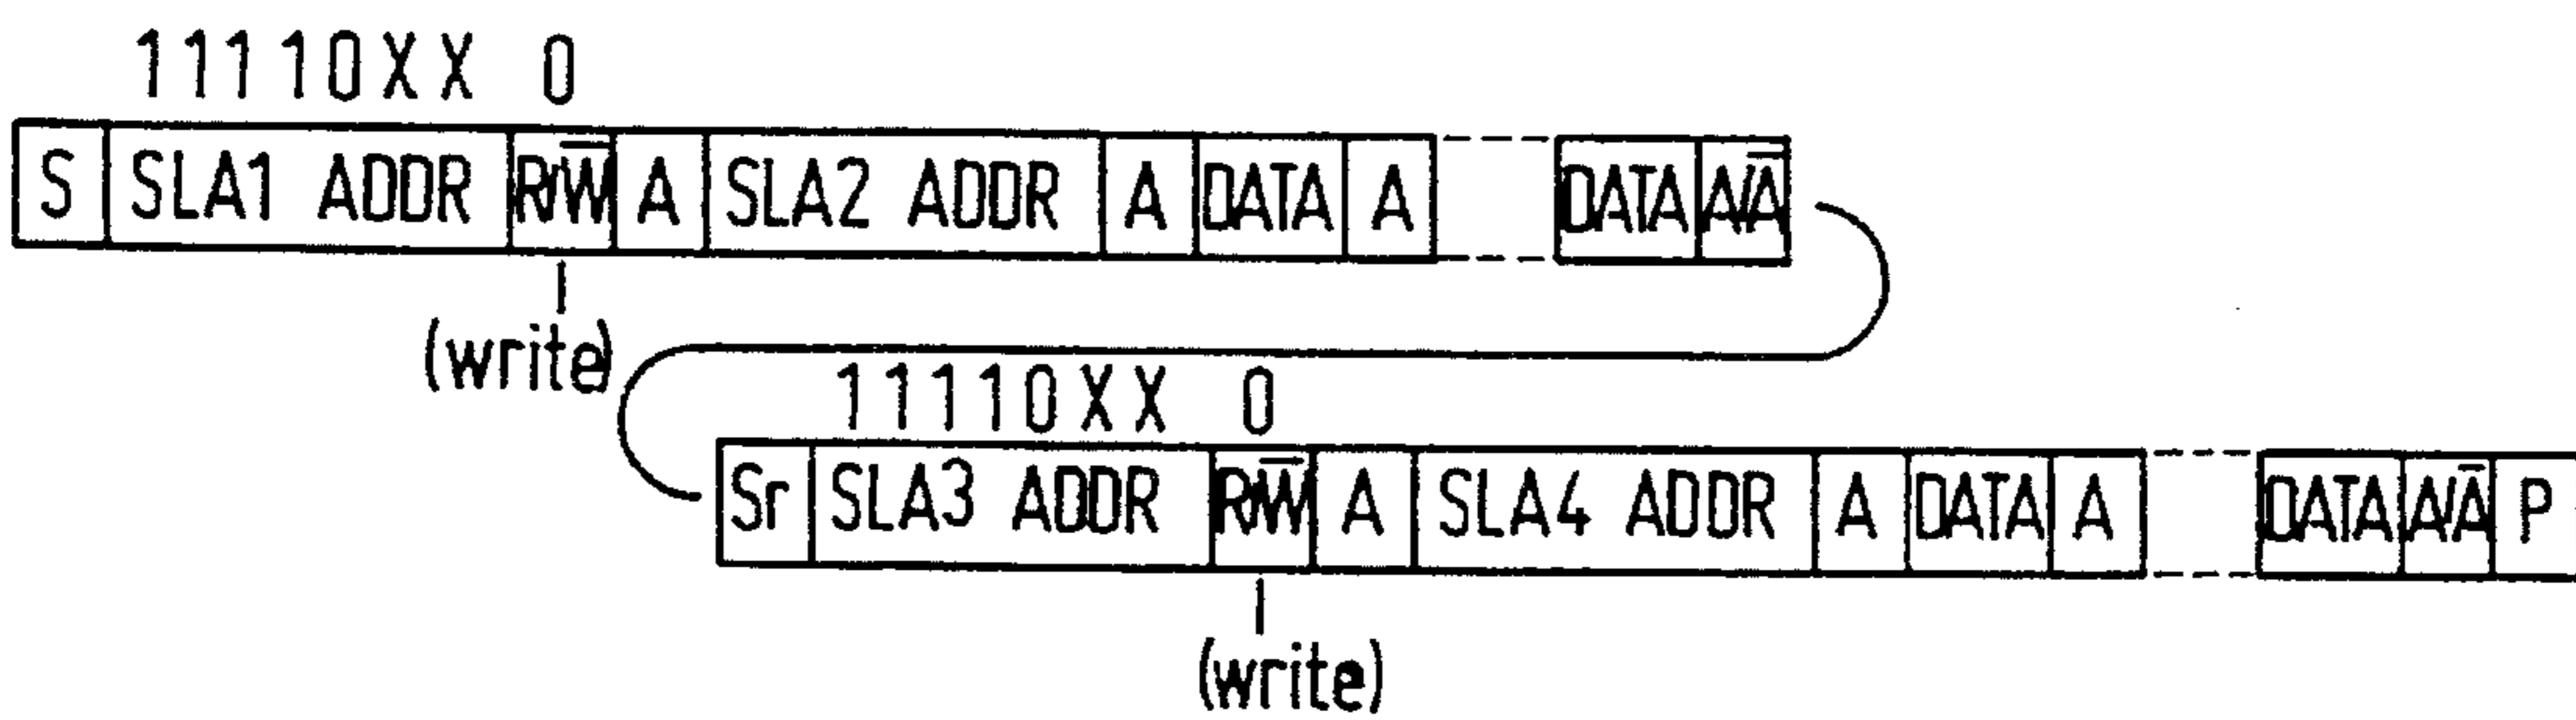 11110XX 0
S SLA1 ADDR R/W̅ A SLA2 ADDR A DATA A DATA A/A̅
(write)
11110XX 0
Sr SLA3 ADDR R/W̅ A SLA4 ADDR A DATA A DATA A/A̅ P
(write)